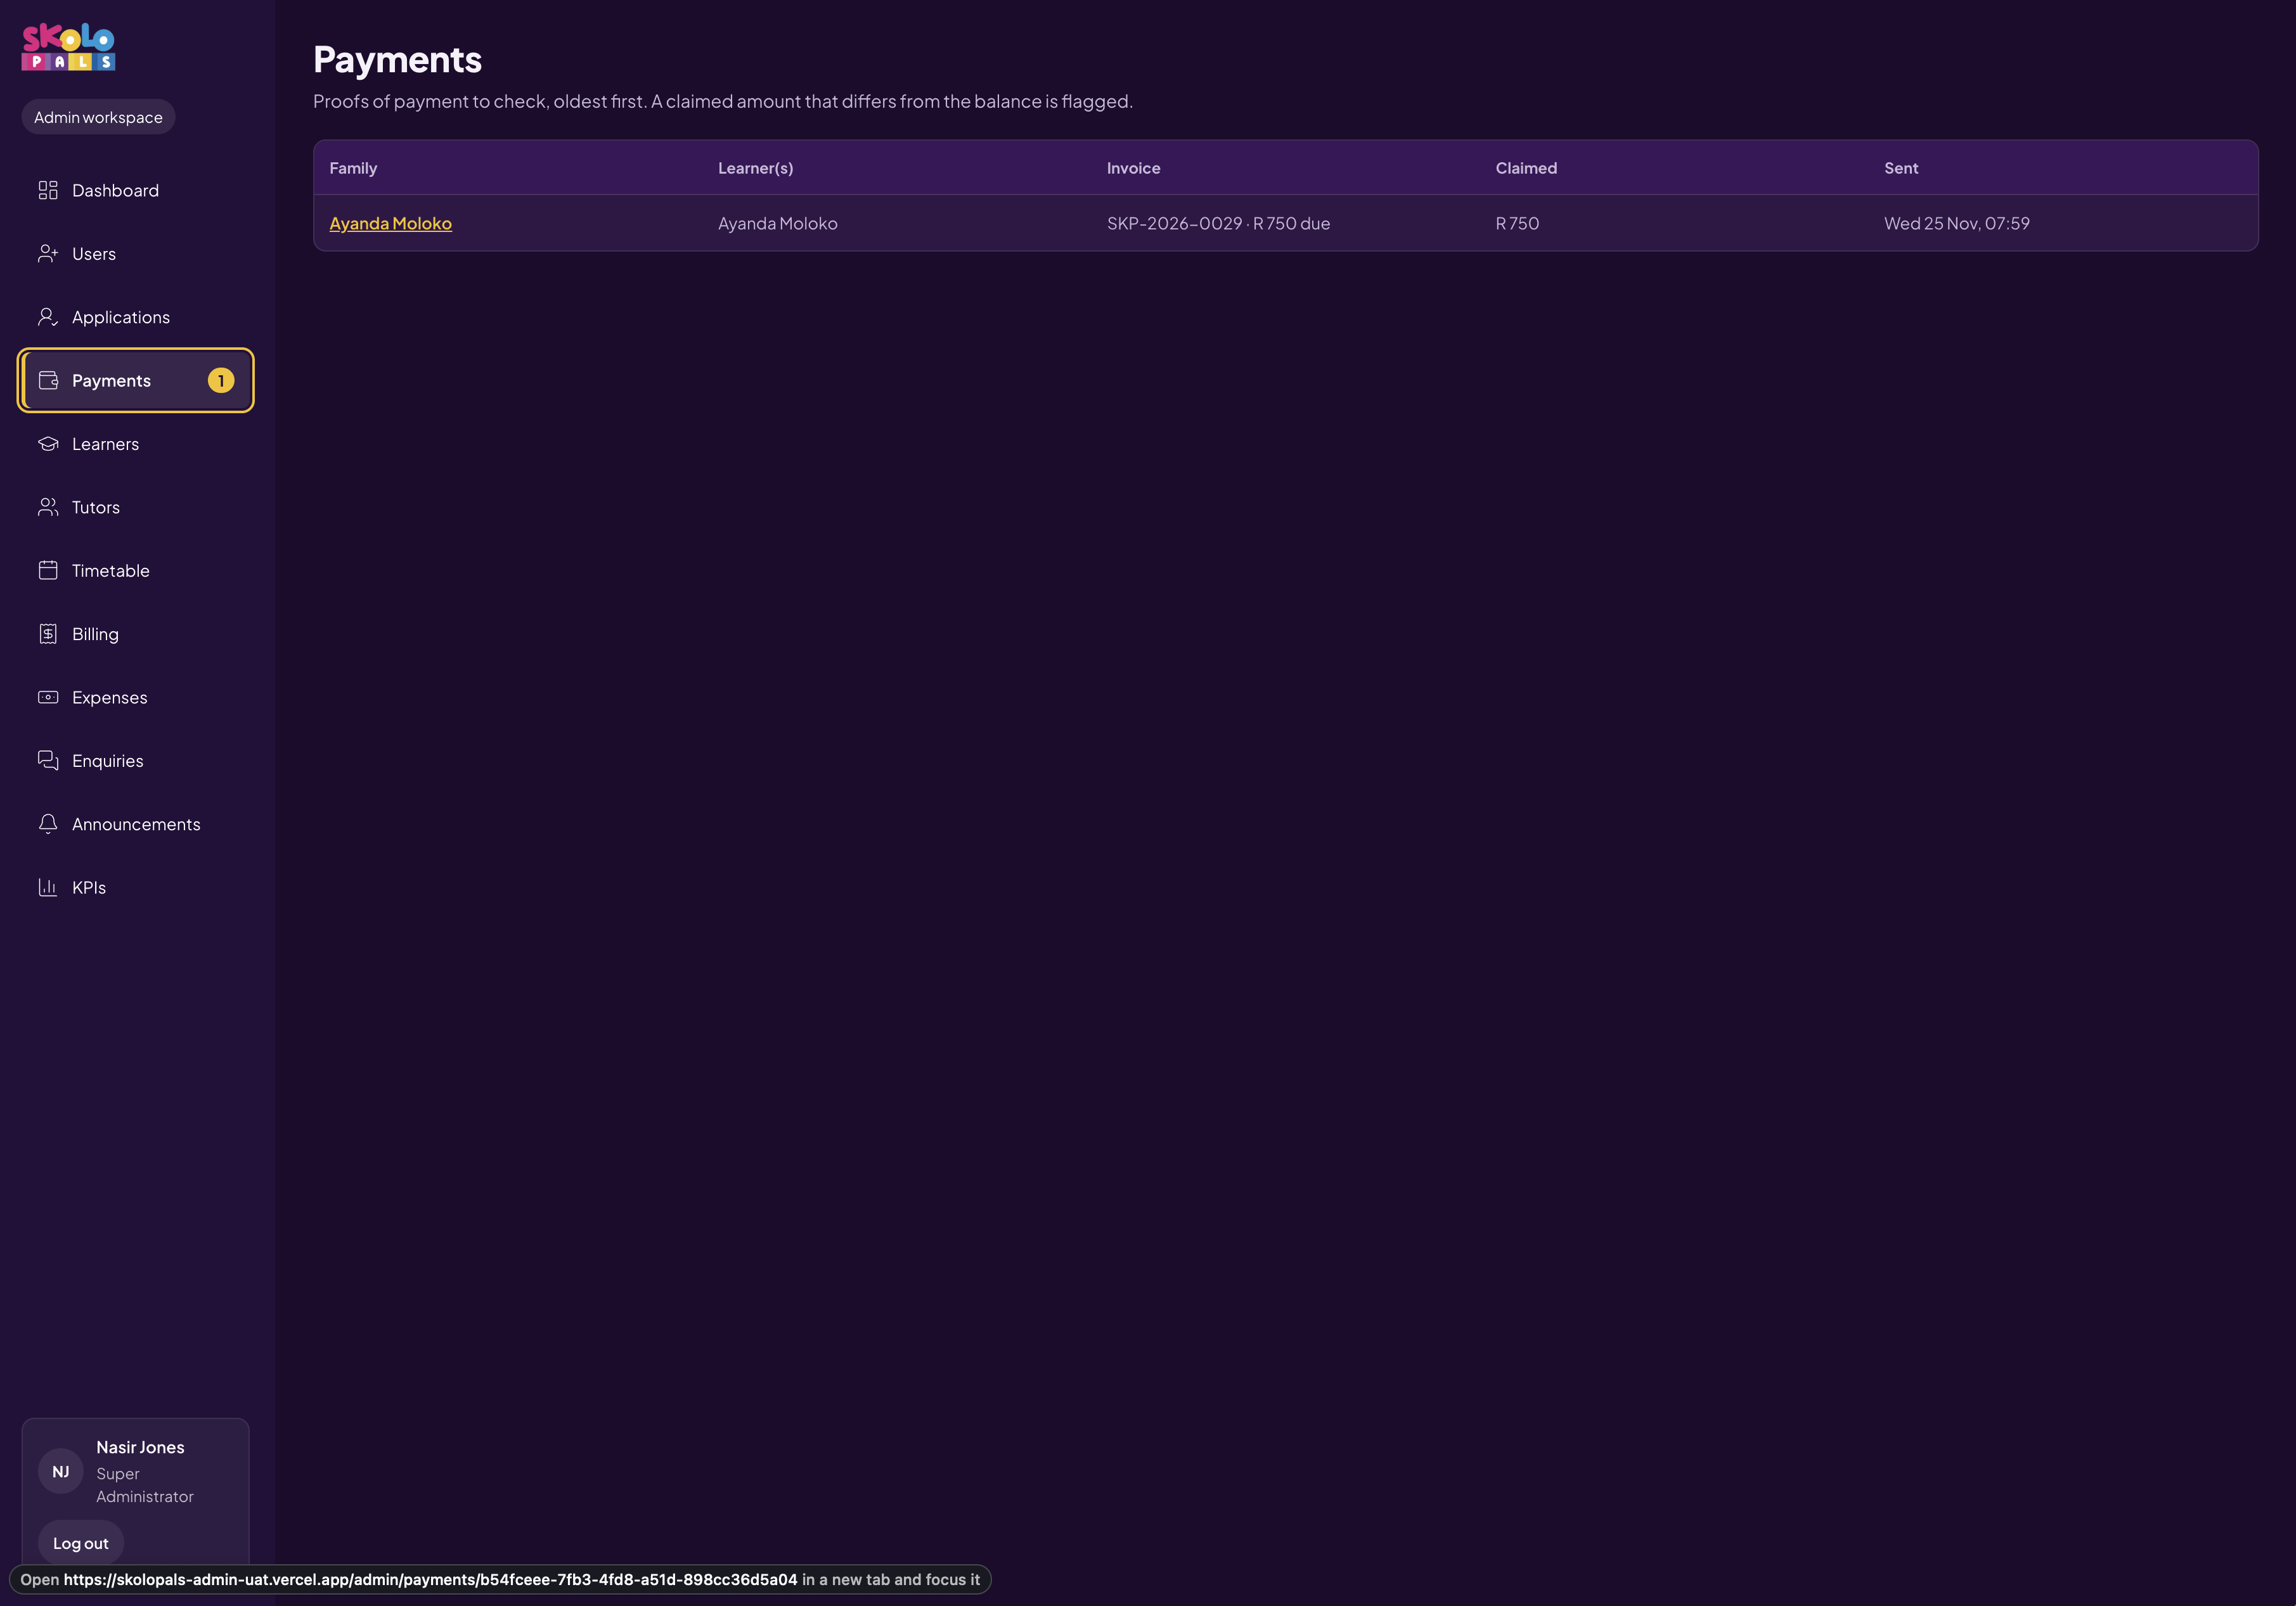 SKOLO
PALS
Admin workspace
Dashboard
Users
Applications
Payments 1
Learners
Tutors
Timetable
Billing
Expenses
Enquiries
Announcements
KPIs
NJ
Nasir Jones
Super
Administrator
Log out
Payments
Proofs of payment to check, oldest first. A claimed amount that differs from the balance is flagged.
Family Learner(s) Invoice Claimed Sent
Ayanda Moloko Ayanda Moloko SKP-2026-0029 · R 750 due R 750 Wed 25 Nov, 07:59
Open https://skolopals-admin-uat.vercel.app/admin/payments/b54fceee-7fb3-4fd8-a51d-898cc36d5a04 in a new tab and focus it